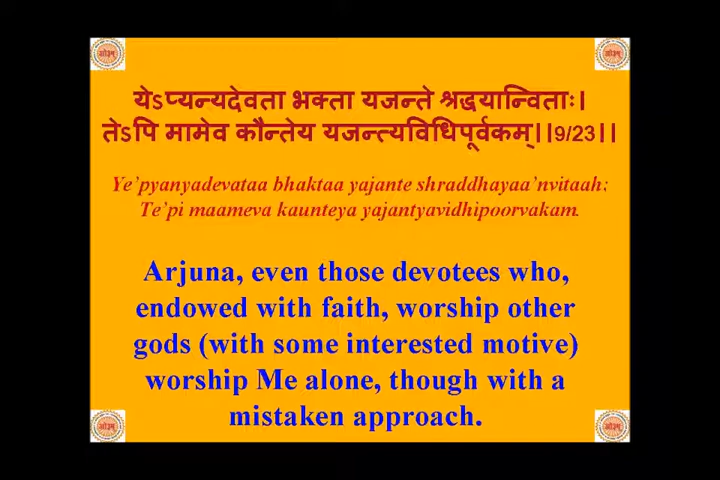 येऽप्यन्यदेवता भक्ता यजन्ते श्रद्धयान्विताः।
तेऽपि मामेव कौन्तेय यजन्त्यविधिपूर्वकम्।।9/23।।
Ye’pyanyadevataa bhaktaa yajante shraddhayaa’nvitaah;
Te’pi maameva kaunteya yajantyavidhipoorvakam.
Arjuna, even those devotees who,
endowed with faith, worship other
gods (with some interested motive)
worship Me alone, though with a
mistaken approach.